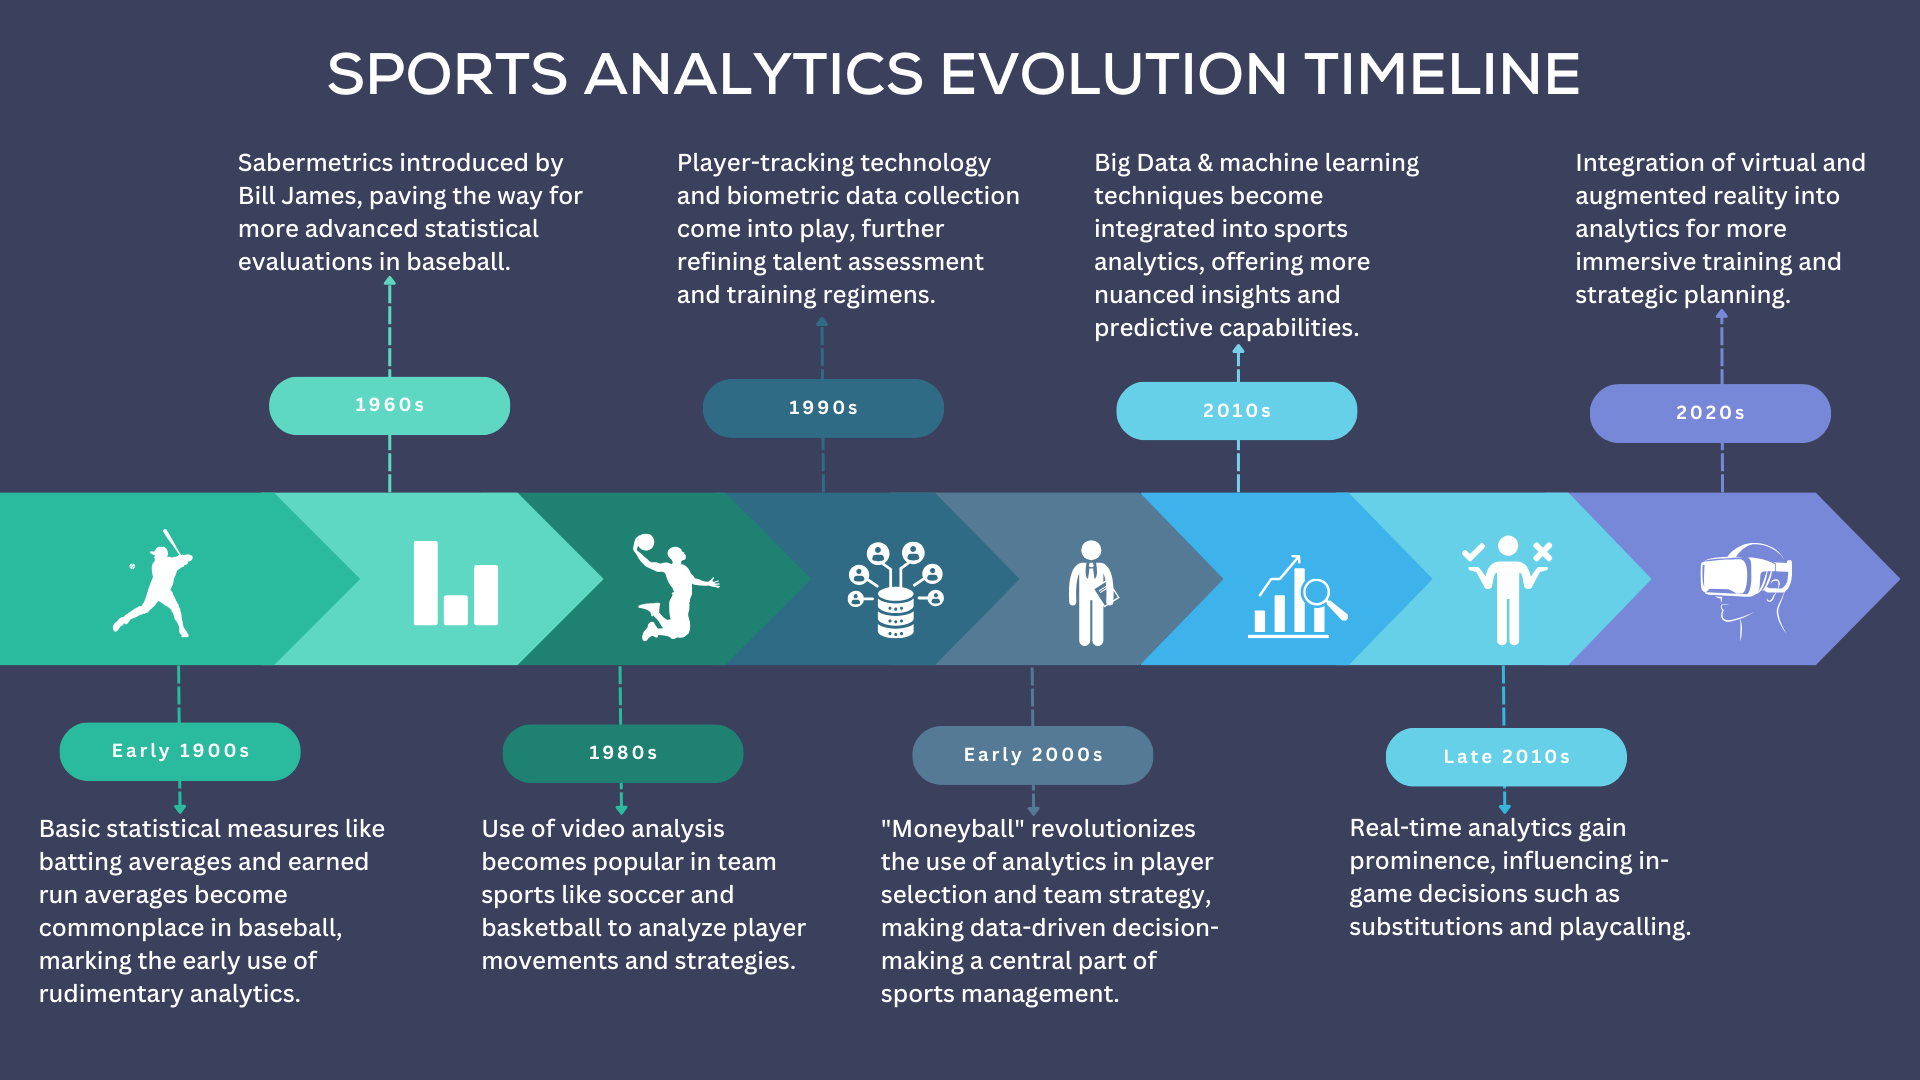 SPORTS ANALYTICS EVOLUTION TIMELINE
Sabermetrics introduced by
Bill James, paving the way for
more advanced statistical
evaluations in baseball.
Player-tracking technology
and biometric data collection
come into play, further
refining talent assessment
and training regimens.
Big Data & machine learning
techniques become
integrated into sports
analytics, offering more
nuanced insights and
predictive capabilities.
Integration of virtual and
augmented reality into
analytics for more
immersive training and
strategic planning.
1960s
1990s
2010s
2020s
Early 1900s
1980s
Early 2000s
Late 2010s
Basic statistical measures like
batting averages and earned
run averages become
commonplace in baseball,
marking the early use of
rudimentary analytics.
Use of video analysis
becomes popular in team
sports like soccer and
basketball to analyze player
movements and strategies.
"Moneyball" revolutionizes
the use of analytics in player
selection and team strategy,
making data-driven decision-
making a central part of
sports management.
Real-time analytics gain
prominence, influencing in-
game decisions such as
substitutions and playcalling.